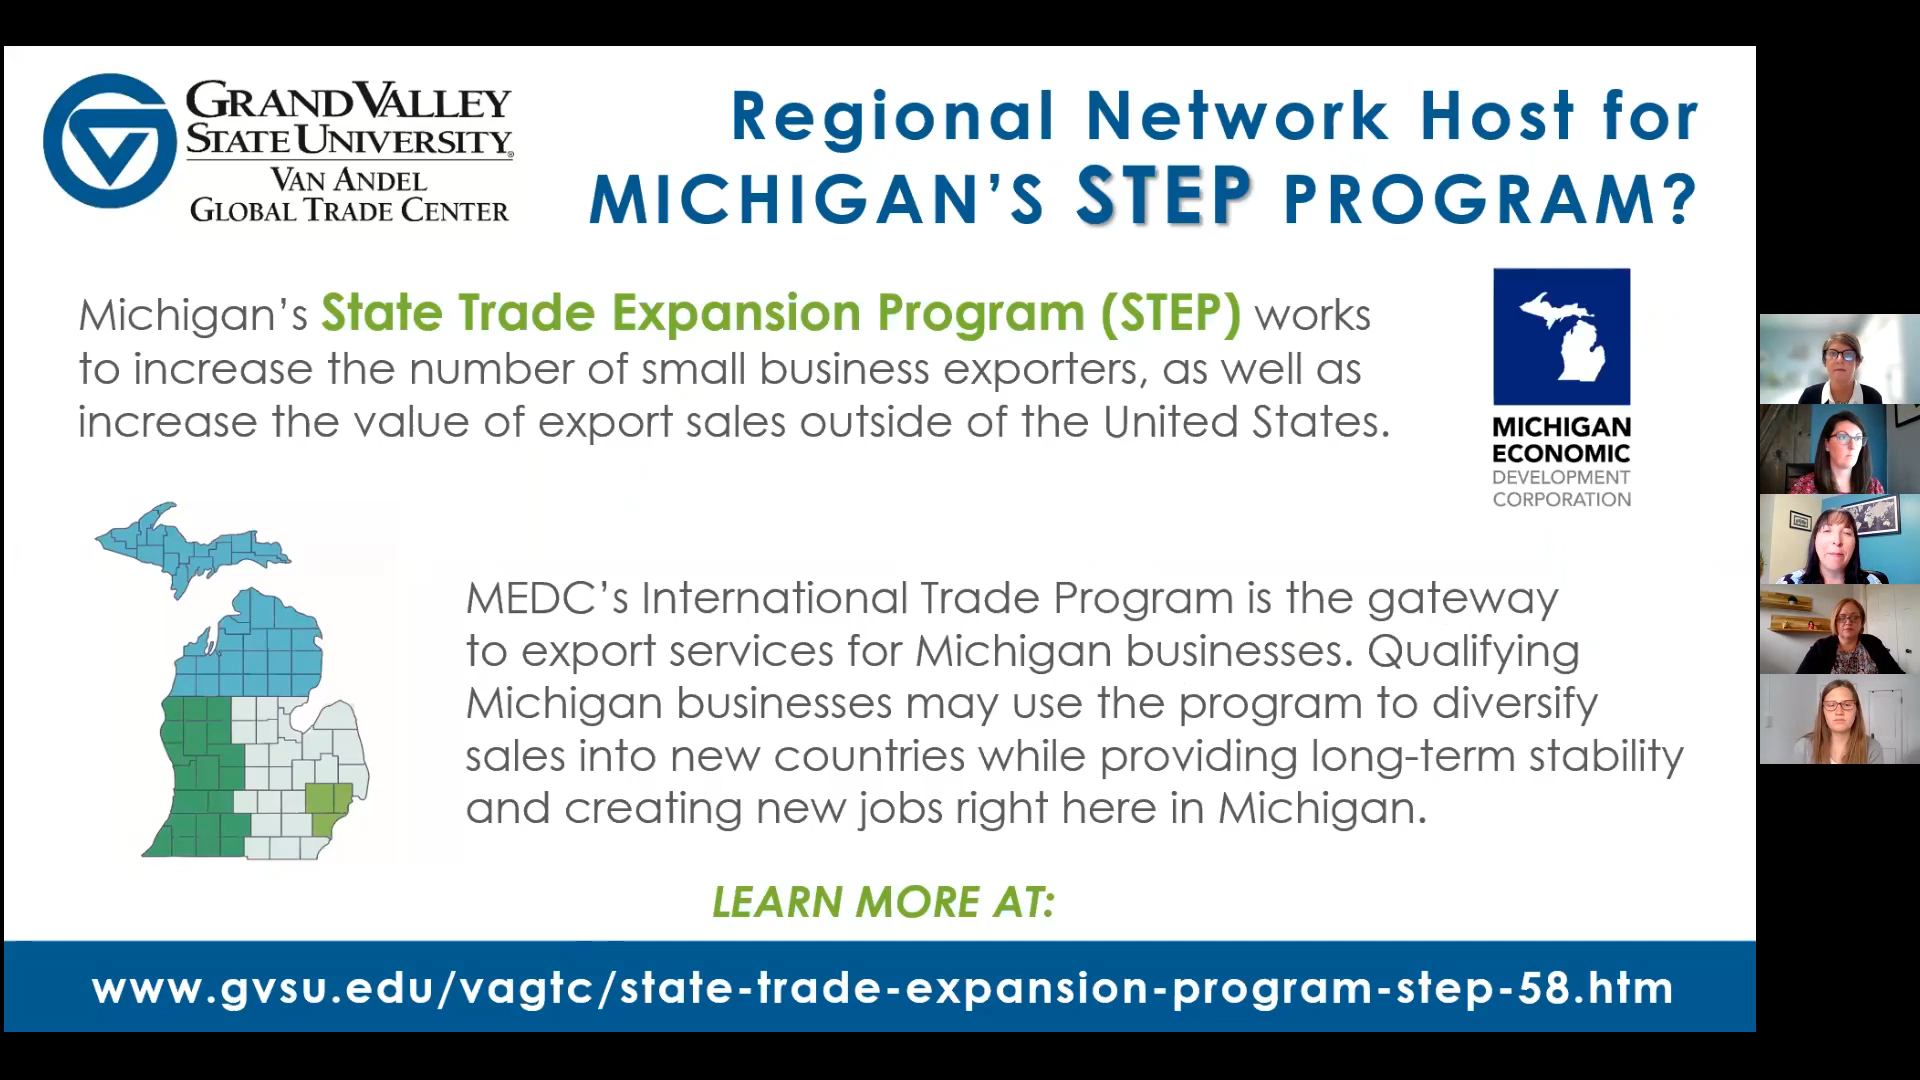 GRAND VALLEY
STATE UNIVERSITY®
VAN ANDEL
GLOBAL TRADE CENTER
Regional Network Host for
MICHIGAN’S STEP PROGRAM?
Michigan’s State Trade Expansion Program (STEP) works
to increase the number of small business exporters, as well as
increase the value of export sales outside of the United States.
MICHIGAN
ECONOMIC
DEVELOPMENT
CORPORATION
MEDC’s International Trade Program is the gateway
to export services for Michigan businesses. Qualifying
Michigan businesses may use the program to diversify
sales into new countries while providing long-term stability
and creating new jobs right here in Michigan.
LEARN MORE AT:
www.gvsu.edu/vagtc/state-trade-expansion-program-step-58.htm